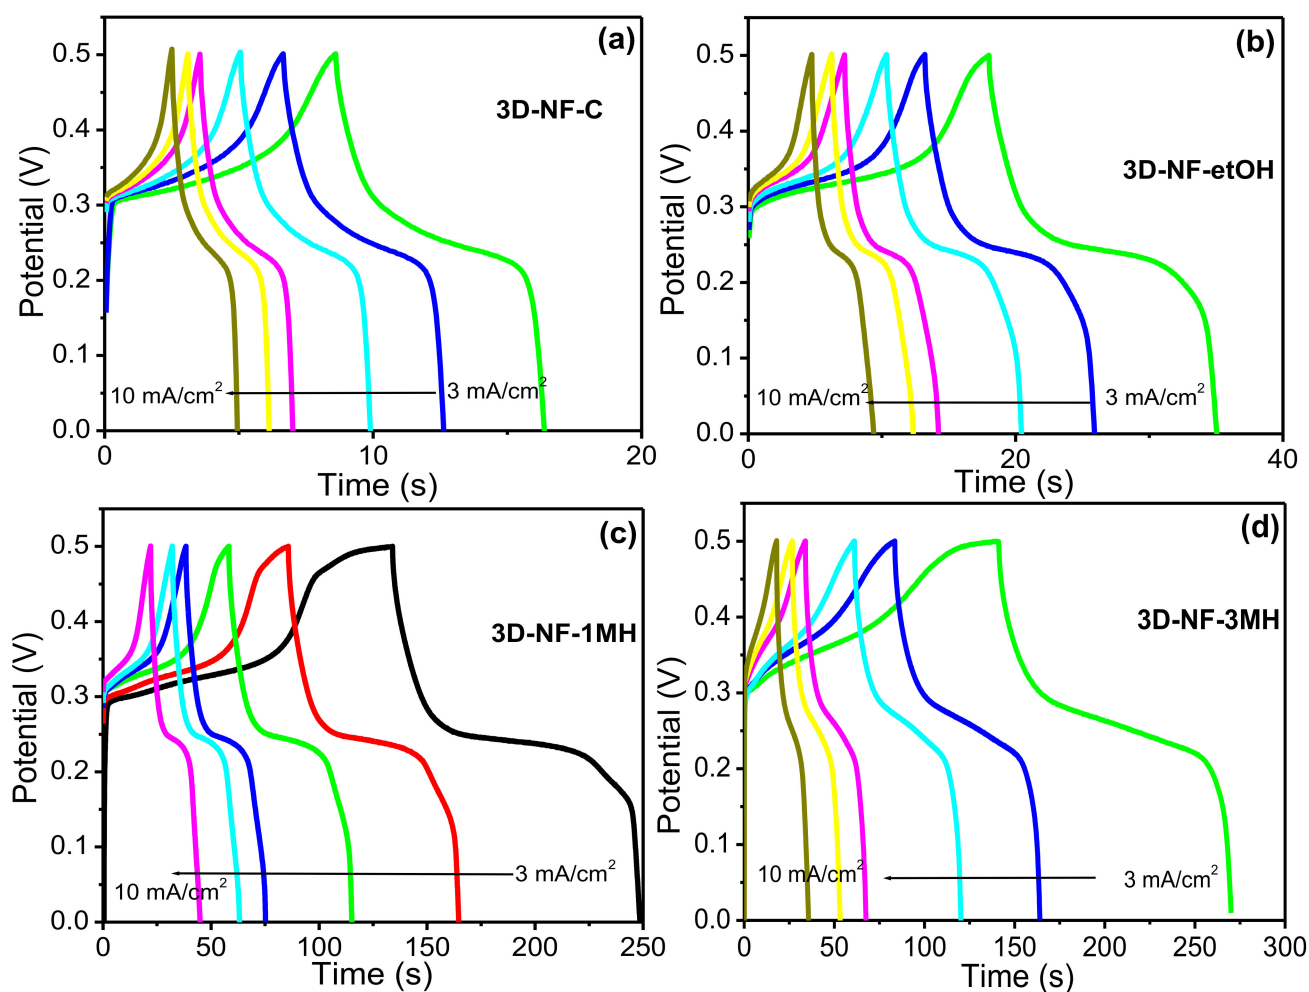 (a)
3D-NF-C
Potential (V)
0.5
0.4
0.3
0.2
0.1
0.0
10 mA/cm2
3 mA/cm2
0
10
20
Time (s)
(b)
3D-NF-etOH
Potential (V)
0.5
0.4
0.3
0.2
0.1
0.0
10 mA/cm2
3 mA/cm2
0
20
40
Time (s)
(c)
3D-NF-1MH
Potential (V)
0.5
0.4
0.3
0.2
0.1
0.0
10 mA/cm2
3 mA/cm2
0
50
100
150
200
250
Time (s)
(d)
3D-NF-3MH
Potential (V)
0.5
0.4
0.3
0.2
0.1
0.0
10 mA/cm2
3 mA/cm2
0
50
100
150
200
250
300
Time (s)